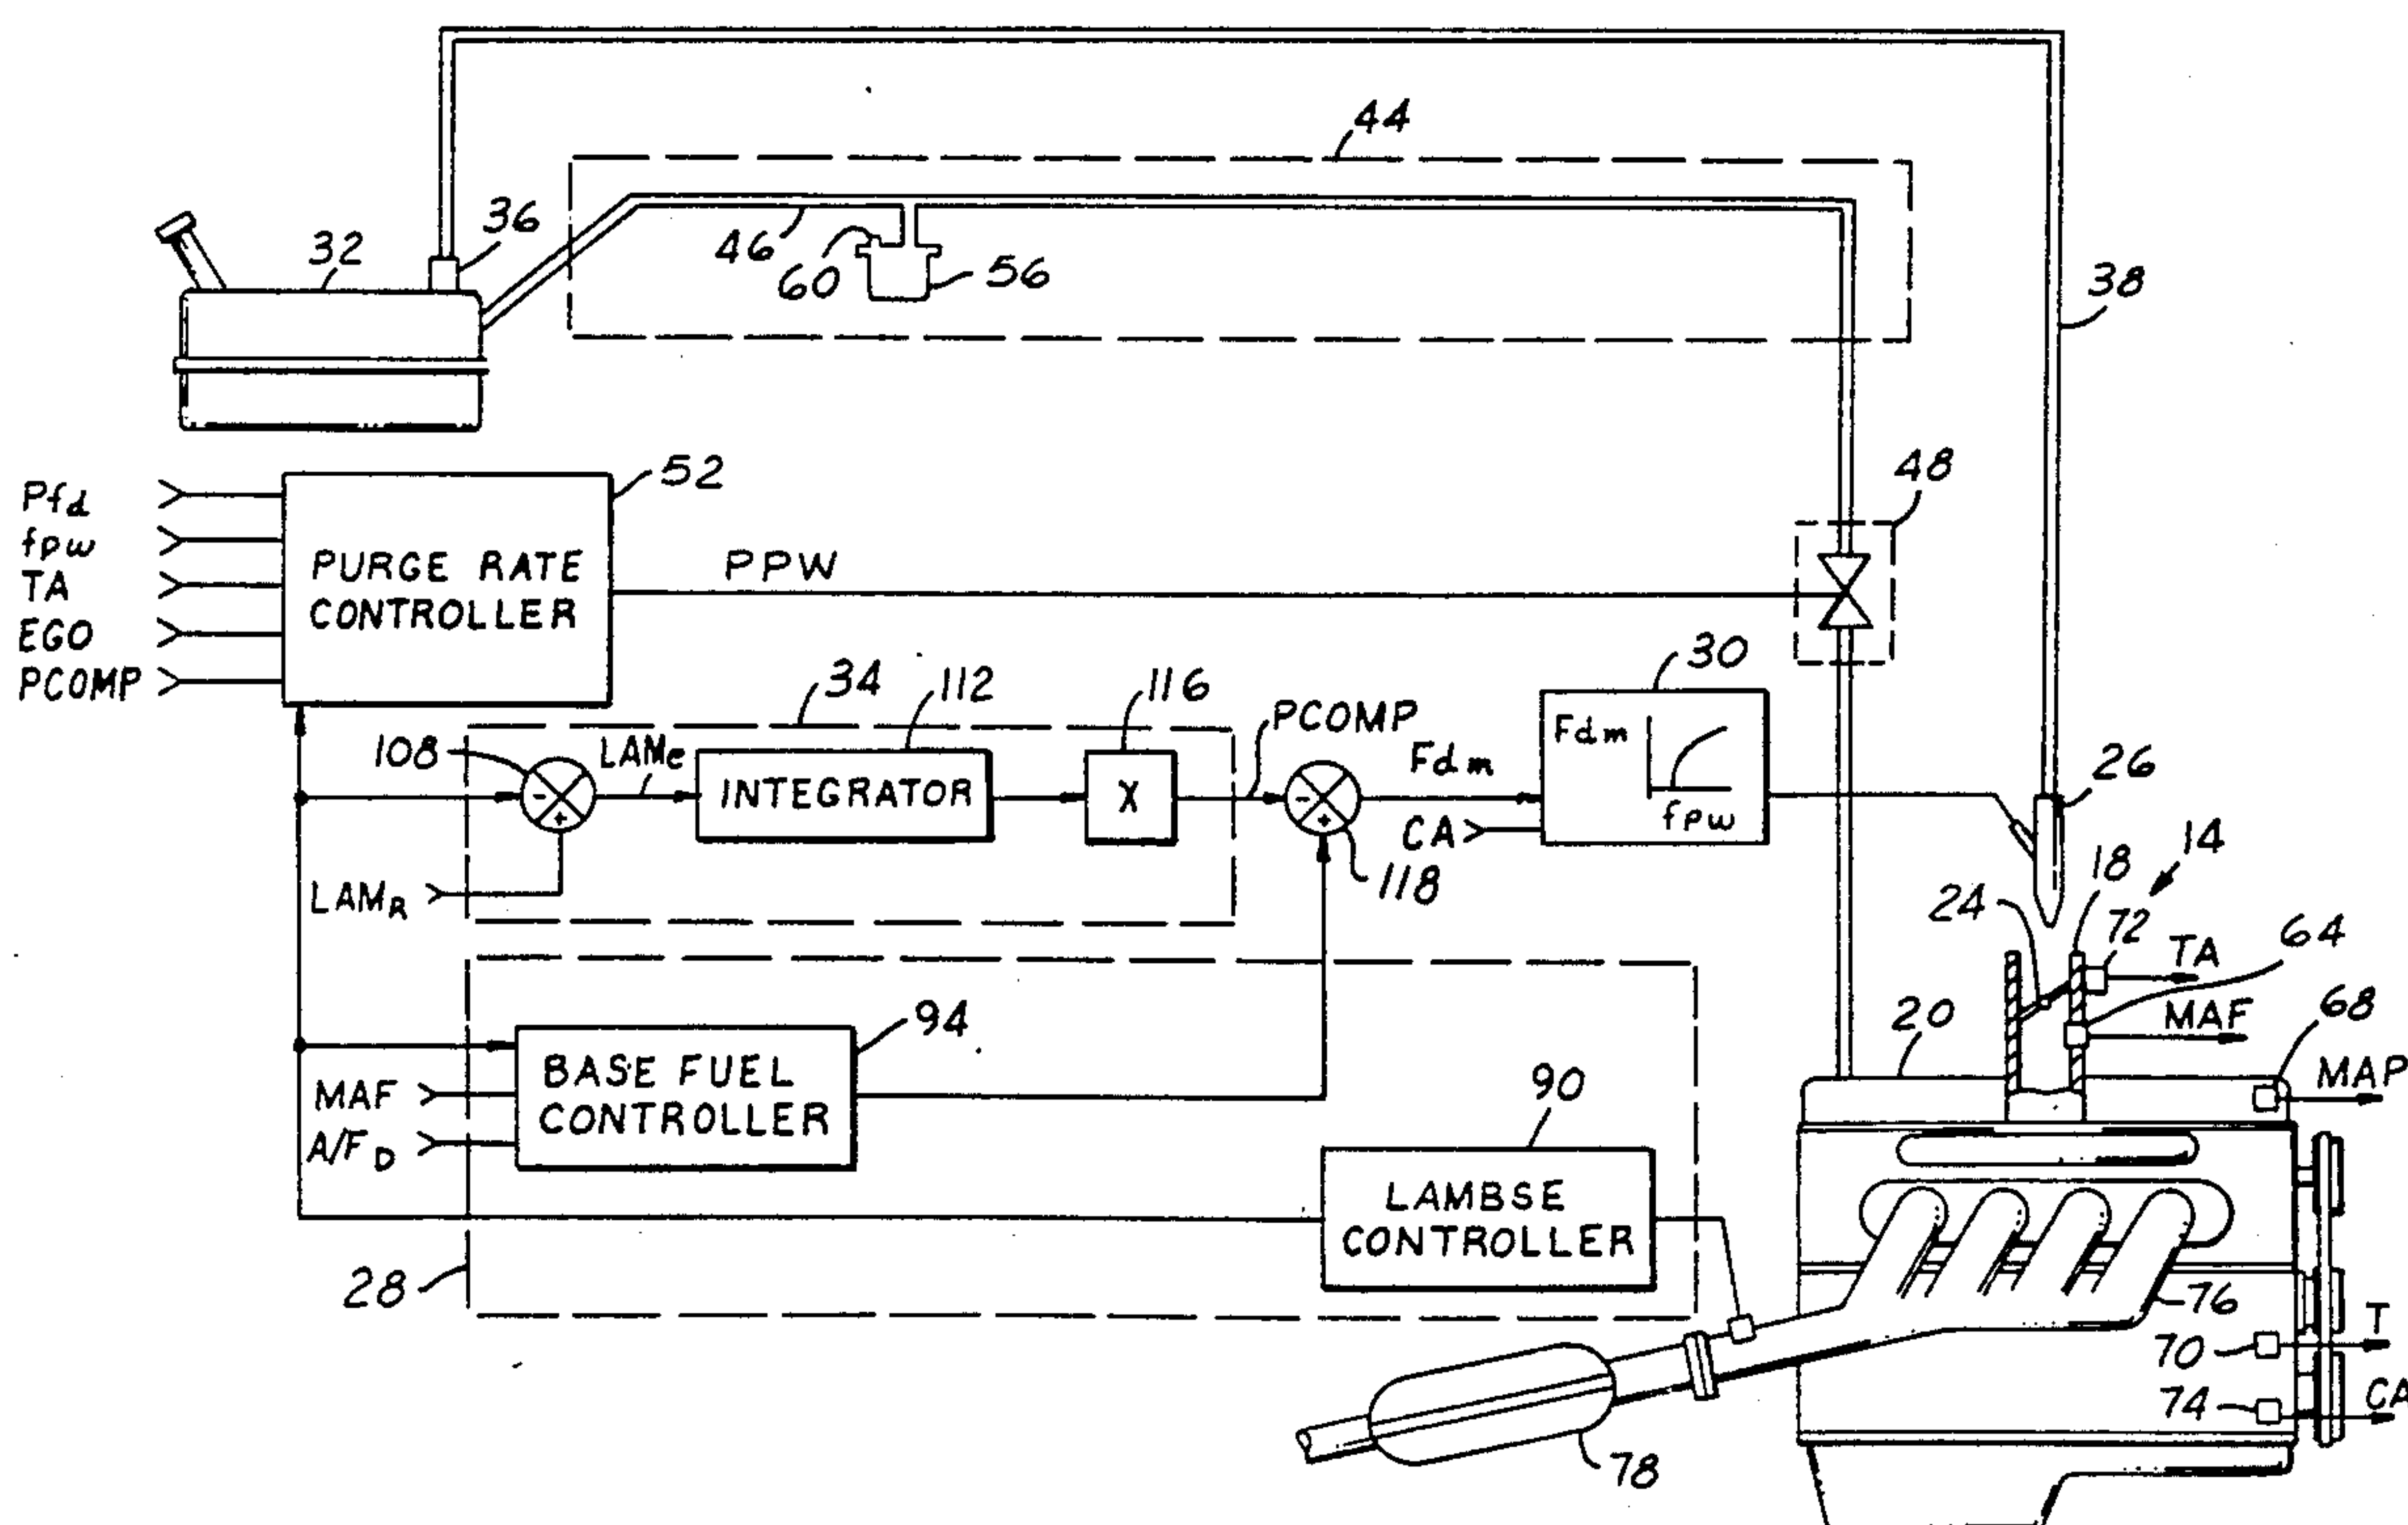 44
36
32
46
60
56
38
52
48
Pfd
fpw
TA
EGO
PCOMP
PURGE RATE
CONTROLLER
PPW
34
112
116
30
PCOMP
108
LAMe
INTEGRATOR
X
-
+
-
+
Fdm
Fdm
fpw
CA
118
26
14
18
24
72
64
TA
LAMR
20
MAF
68
MAP
94
BASE FUEL
CONTROLLER
MAF
A/FD
90
LAMBSE
CONTROLLER
28
76
T
70
CA
74
78